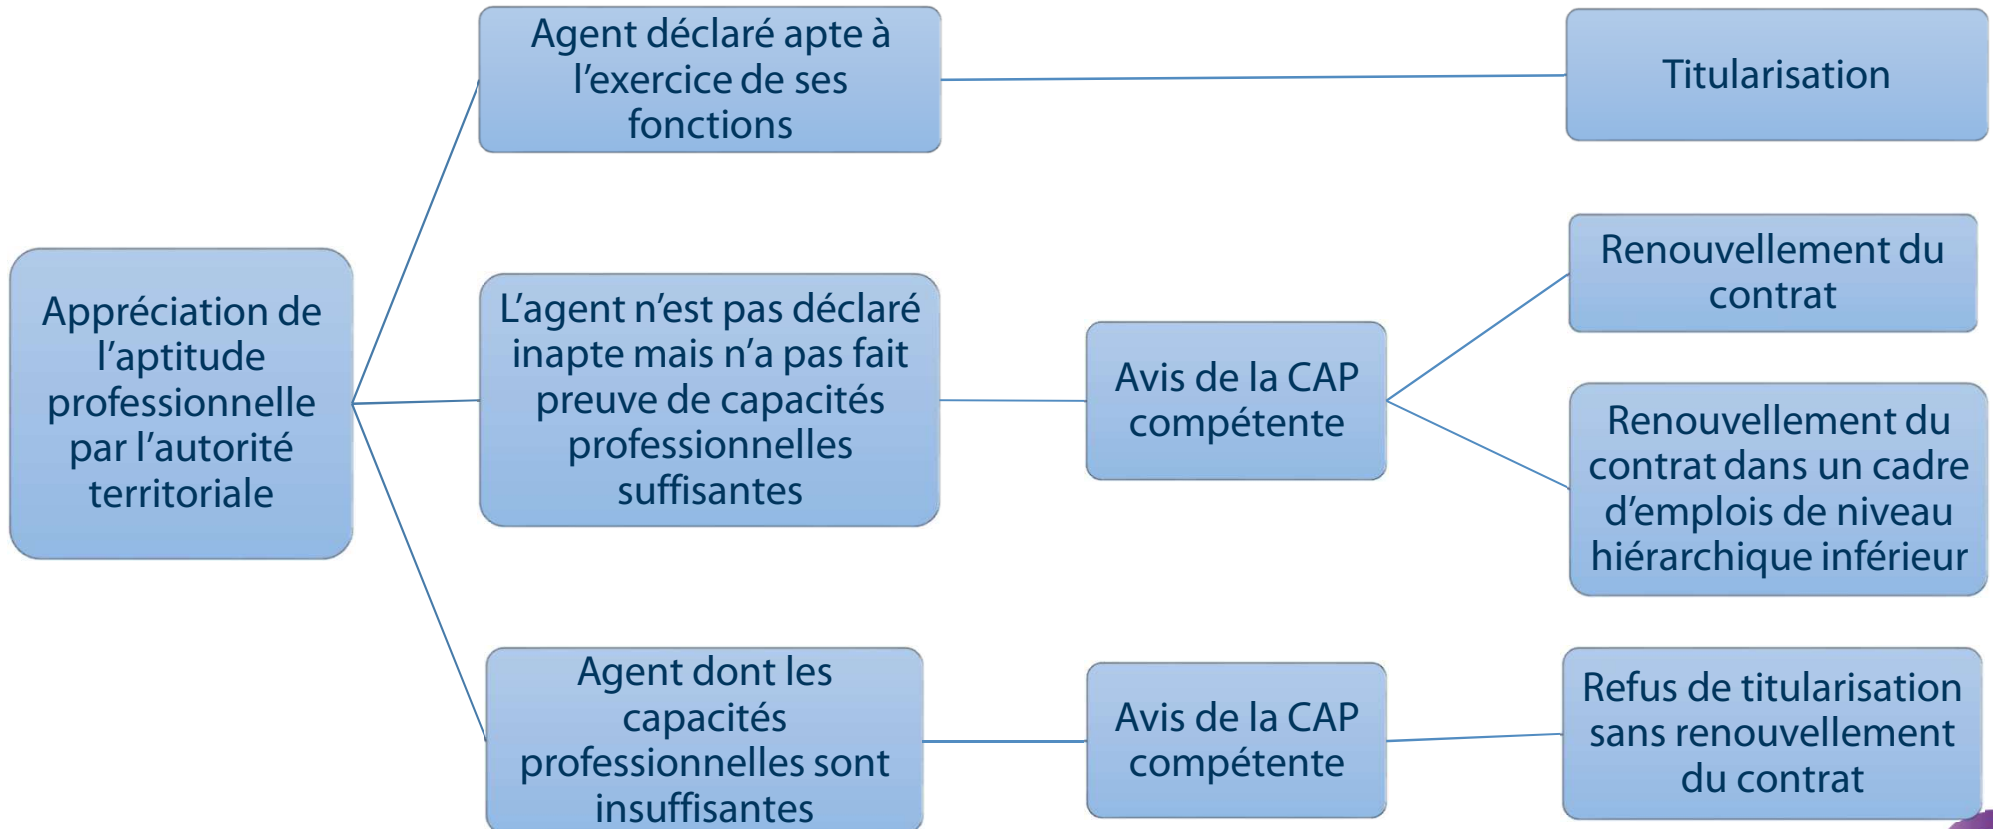 Appréciation de
l’aptitude
professionnelle
par l’autorité
territoriale
Agent déclaré apte à
l’exercice de ses
fonctions
Titularisation
L’agent n’est pas déclaré
inapte mais n’a pas fait
preuve de capacités
professionnelles
suffisantes
Avis de la CAP
compétente
Renouvellement du
contrat
Renouvellement du
contrat dans un cadre
d’emplois de niveau
hiérarchique inférieur
Agent dont les
capacités
professionnelles sont
insuffisantes
Avis de la CAP
compétente
Refus de titularisation
sans renouvellement
du contrat